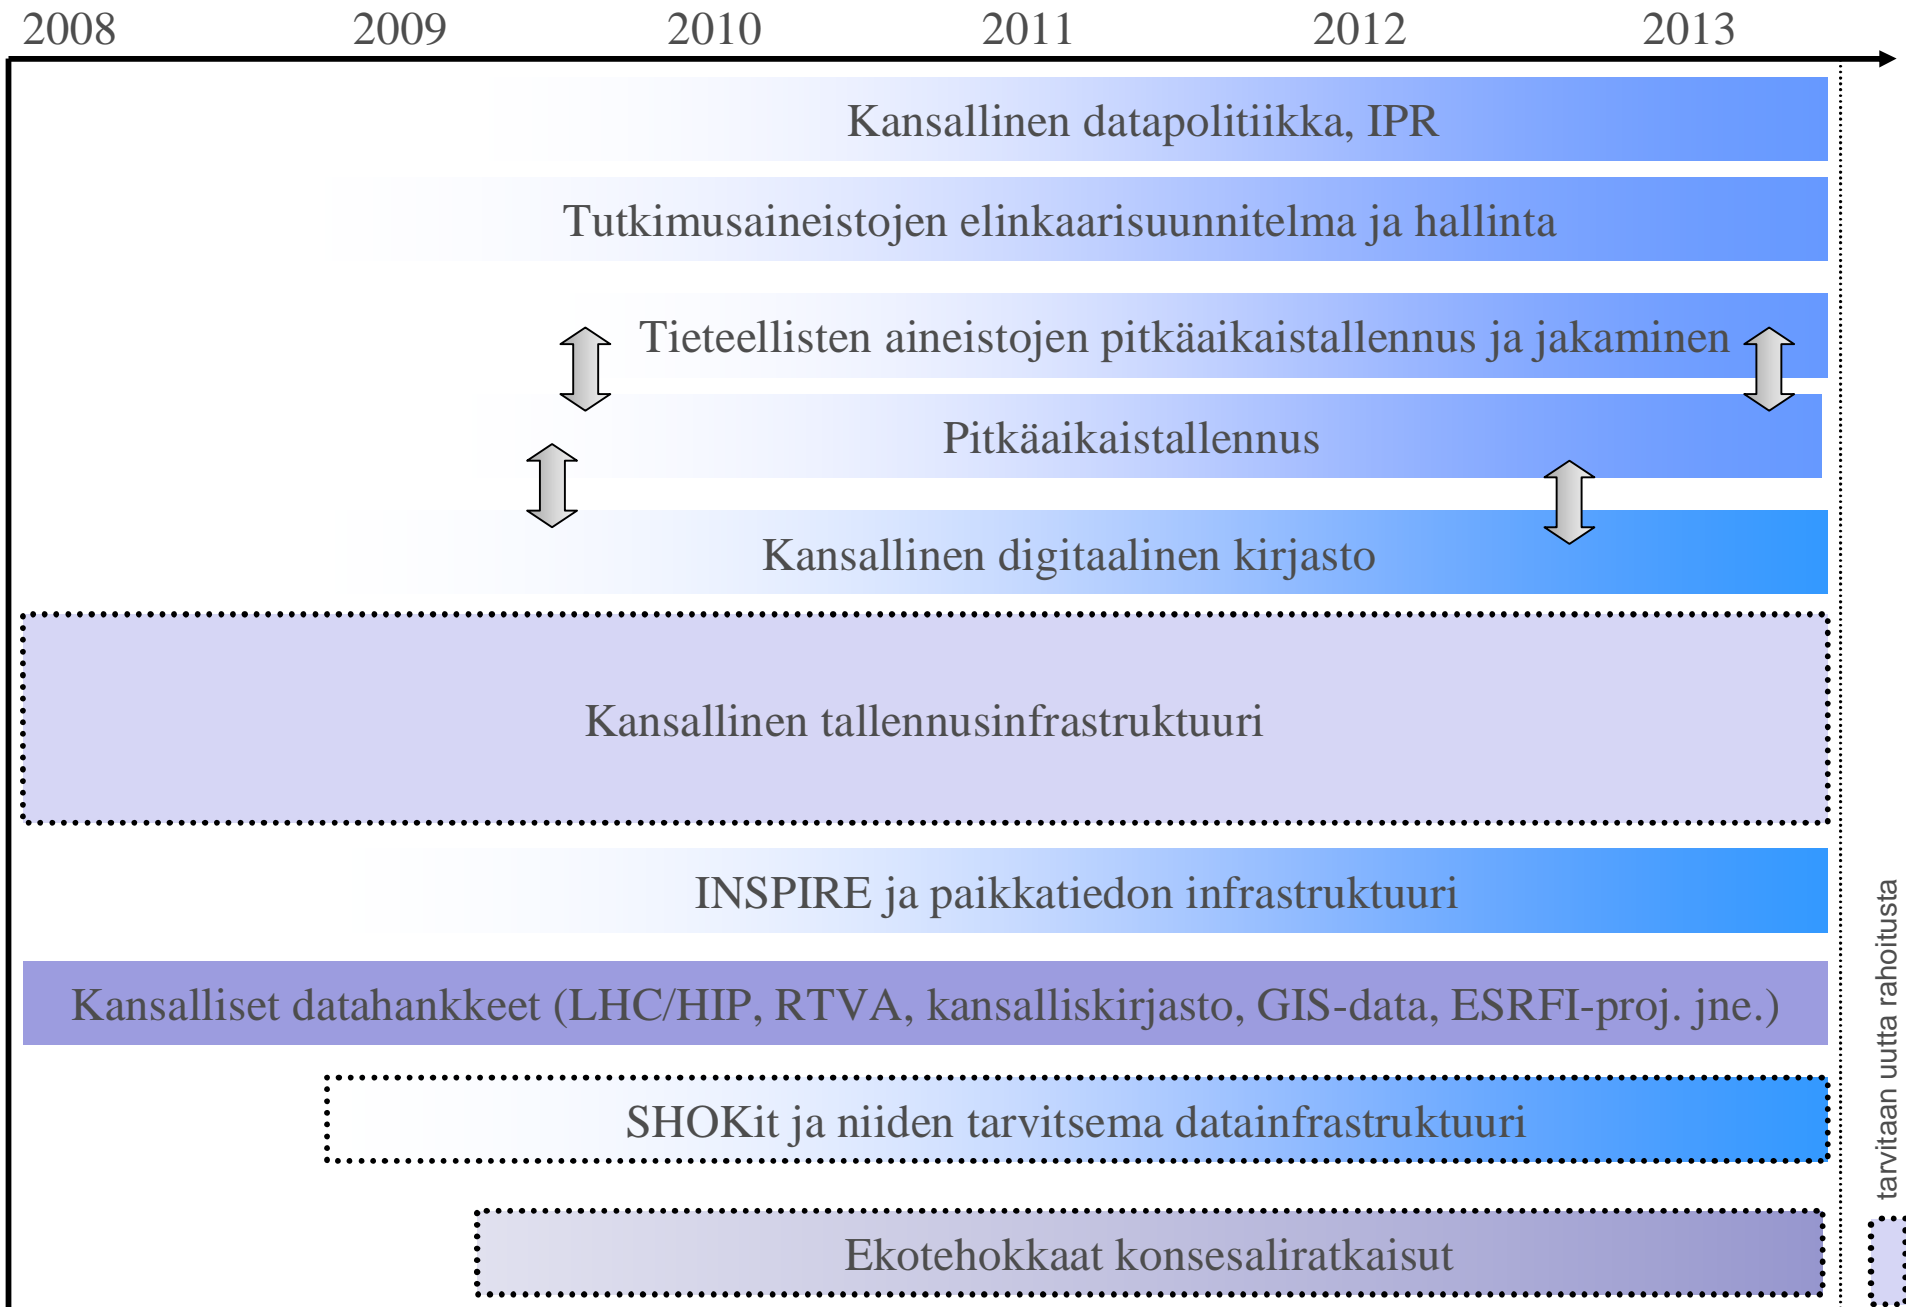 2008 2009 2010 2011 2012 2013
Kansallinen datapolitiikka, IPR
Tutkimusaineistojen elinkaarisuunnitelma ja hallinta
Tieteellisten aineistojen pitkäaikaistallennus ja jakaminen
Pitkäaikaistallennus
Kansallinen digitaalinen kirjasto
Kansallinen tallennusinfrastruktuuri
INSPIRE ja paikkatiedon infrastruktuuri
Kansalliset datahankkeet (LHC/HIP, RTVA, kansalliskirjasto, GIS-data, ESRFI-proj. jne.)
SHOKit ja niiden tarvitsema datainfrastruktuuri
Ekotehokkaat konsesaliratkaisut
tarvitaan uutta rahoitusta